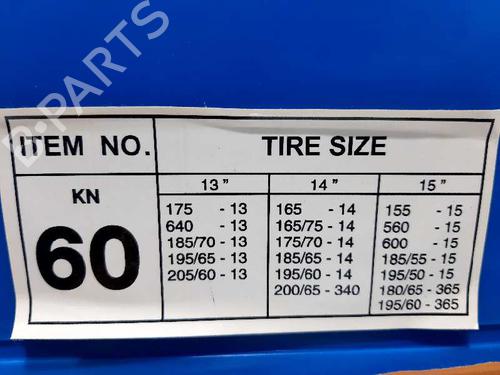 ITEM NO. TIRE SIZE
KN
60
13" 14" 15"
175 - 13 165 - 14 155 - 15
640 - 13 165/75 - 14 560 - 15
185/70 - 13 175/70 - 14 600 - 15
195/65 - 13 185/65 - 14 185/55 - 15
205/60 - 13 195/60 - 14 195/50 - 15
200/65 - 340 180/65 - 365
195/60 - 365
B-PARTS